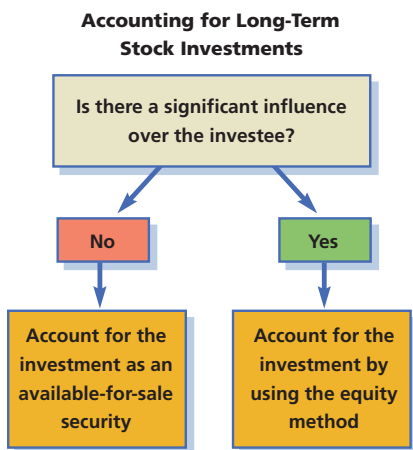 Accounting for Long-Term
Stock Investments
Is there a significant influence
over the investee?
No
Yes
Account for the
investment as an
available-for-sale
security
Account for the
investment by
using the equity
method